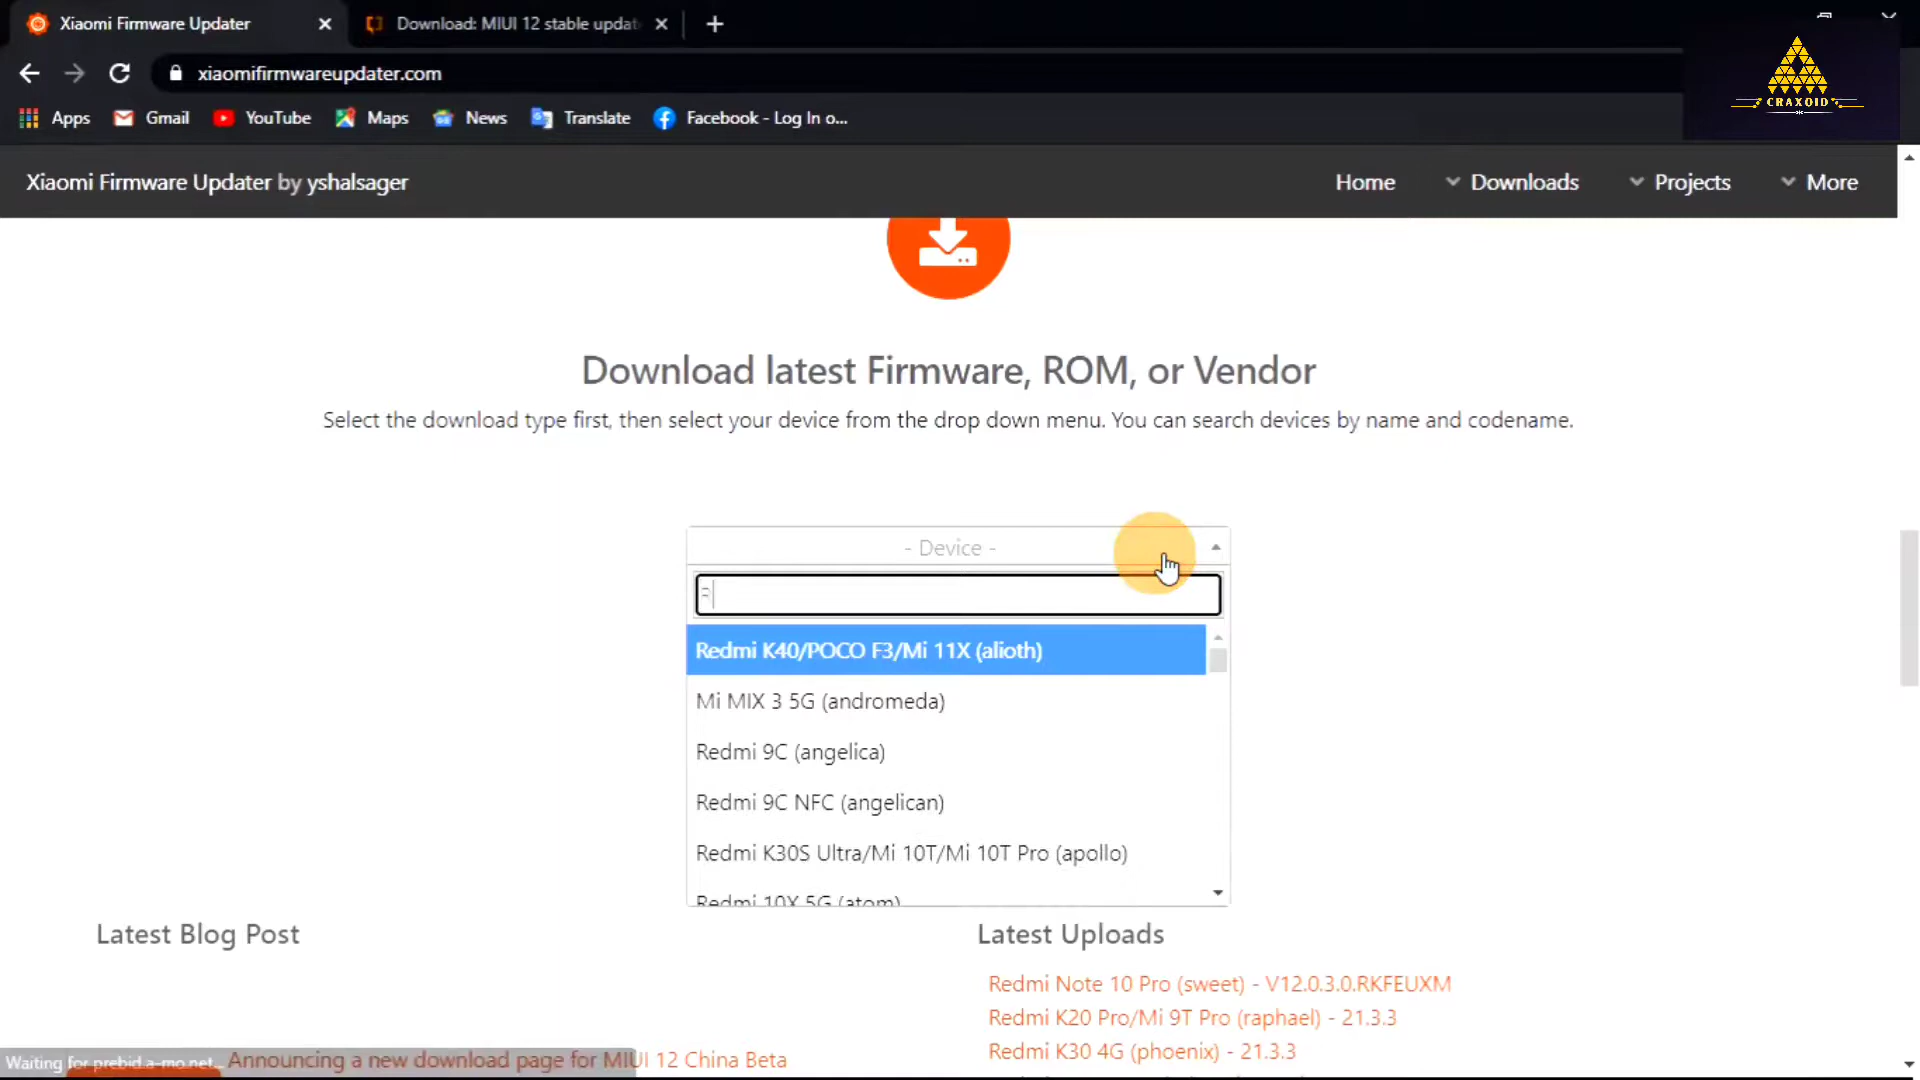 Xiaomi Firmware Updater
Download: MIUI 12 stable updat
xiaomifirmwareupdater.com
CRAXOID
Apps
Gmail
YouTube
Maps
News
Translate
Facebook - Log In o...
Xiaomi Firmware Updater by yshalsager
Home
Downloads
Projects
More
Download latest Firmware, ROM, or Vendor
Select the download type first, then select your device from the drop down menu. You can search devices by name and codename.
- Device -
Redmi K40/POCO F3/Mi 11X (alioth)
Mi MIX 3 5G (andromeda)
Redmi 9C (angelica)
Redmi 9C NFC (angelican)
Redmi K30S Ultra/Mi 10T/Mi 10T Pro (apollo)
Redmi 10X 5G (atom)
Latest Blog Post
Latest Uploads
Redmi Note 10 Pro (sweet) - V12.0.3.0.RKFEUXM
Redmi K20 Pro/Mi 9T Pro (raphael) - 21.3.3
Redmi K30 4G (phoenix) - 21.3.3
Waiting for prebid.a-mo.net...
Announcing a new download page for MIUI 12 China Beta